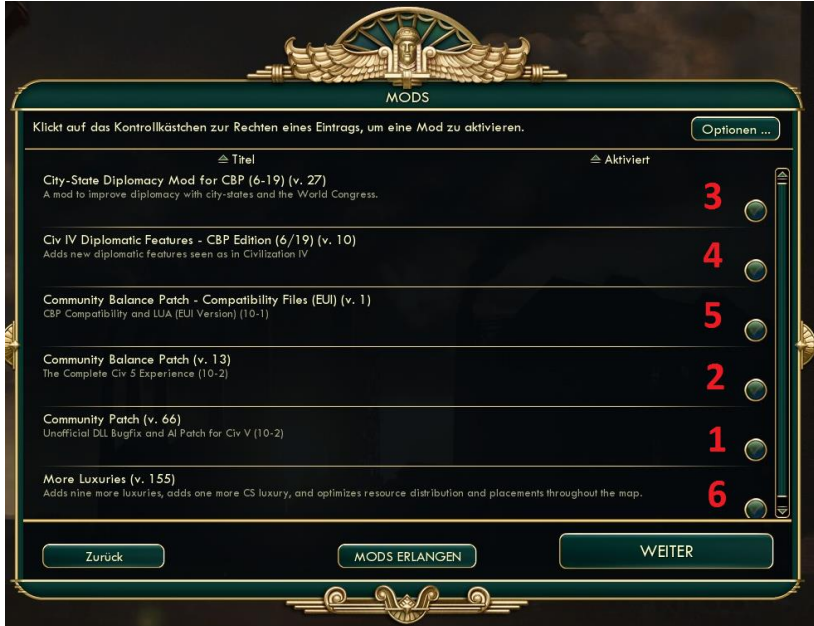 MODS
Klickt auf das Kontrollkästchen zur Rechten eines Eintrags, um eine Mod zu aktivieren.
Optionen ...
Titel
Aktiviert
City-State Diplomacy Mod for CBP (6-19) (v. 27)
A mod to improve diplomacy with city-states and the World Congress.
3
Civ IV Diplomatic Features - CBP Edition (6/19) (v. 10)
Adds new diplomatic features seen as in Civilization IV
4
Community Balance Patch - Compatibility Files (EUI) (v. 1)
CBP Compatibility and LUA (EUI Version) (10-1)
5
Community Balance Patch (v. 13)
The Complete Civ 5 Experience (10-2)
2
Community Patch (v. 66)
Unofficial DLL Bugfix and AI Patch for Civ V (10-2)
1
More Luxuries (v. 155)
Adds nine more luxuries, adds one more CS luxury, and optimizes resource distribution and placements throughout the map.
6
Zurück
MODS ERLANGEN
WEITER